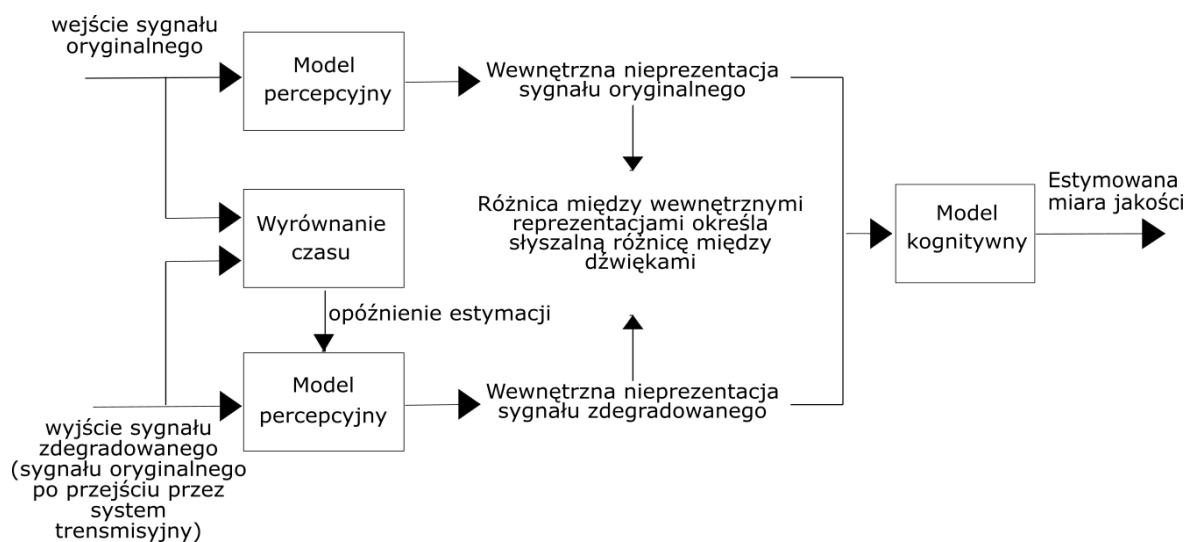 wejście sygnału
oryginalnego
Model
percepcyjny
Wewnętrzna nieprezentacja
sygnału oryginalnego
Wyrównanie
czasu
Różnica między wewnętrznymi
reprezentacjami określa
słyszalną różnicę między
dźwiękami
Model
kognitywny
Estymowana
miara jakości
opóźnienie estymacji
Model
percepcyjny
Wewnętrzna nieprezentacja
sygnału zdegradowanego
wyjście sygnału
zdegradowanego
(sygnału oryginalnego
po przejściu przez
system
trensmisyjny)